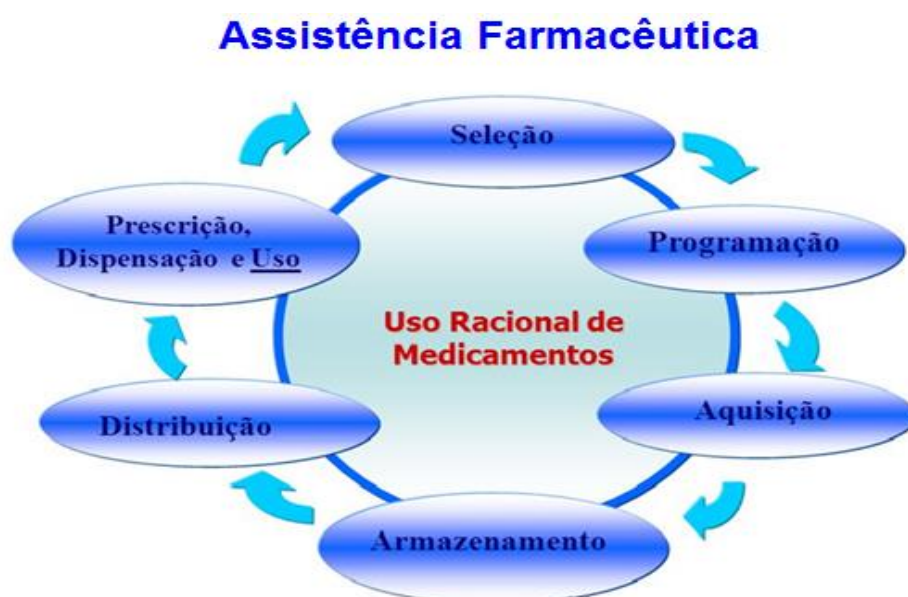 Assistência Farmacêutica
Seleção
Programação
Aquisição
Armazenamento
Distribuição
Prescrição,
Dispensação e Uso
Uso Racional de
Medicamentos